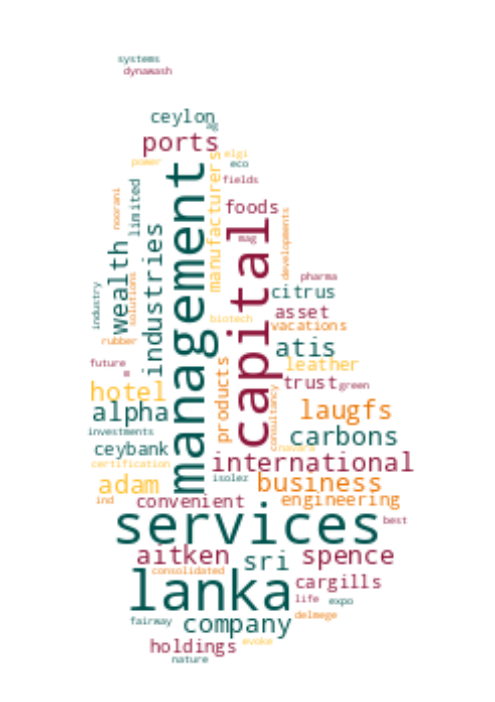 systems
dynawash
ceylon
ag
ports
power
elgi
eco
manufacturers
management
fields
noorani
limited
foods
capital
mag
developments
wealth
industries
pharma
industry
solutions
citrus
asset
biotech
vacations
rubber
atis
future
leather
products
trust
green
m
hotel
consultancy
alpha
laugfs
investments
carbons
ceybank
navara
certification
international
adam
isolez
business
ind
convenient
engineering
services
best
aitken
sri
spence
consolidated
lanka
cargills
life
expo
fairway
company
delmege
holdings
evoke
nature